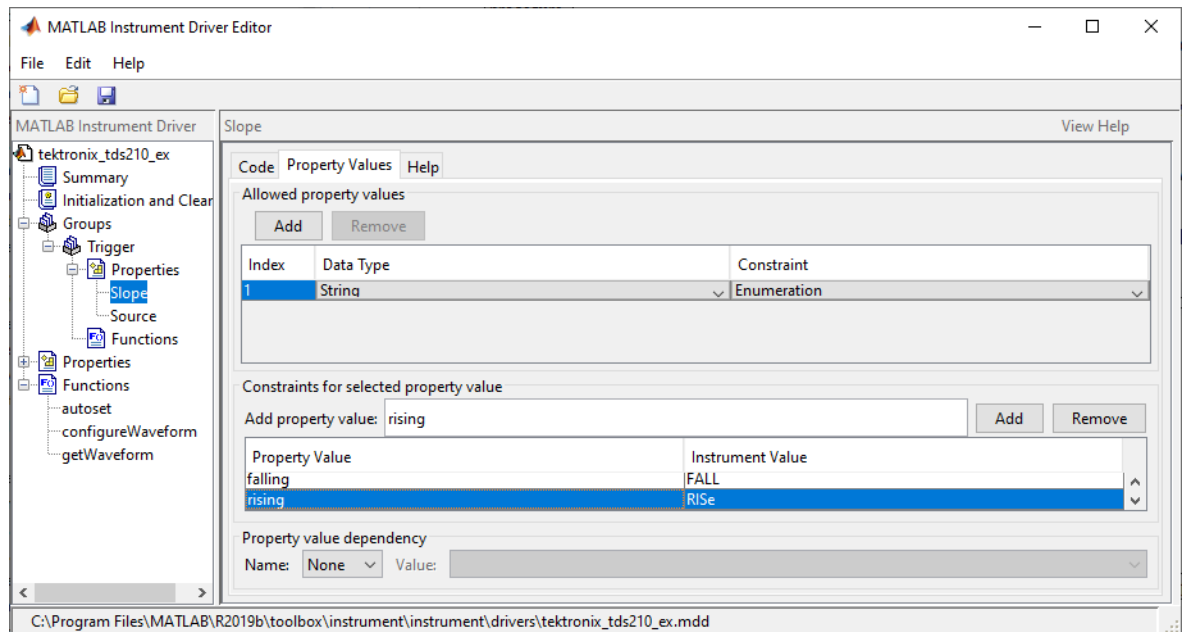 MATLAB Instrument Driver Editor
File Edit Help
MATLAB Instrument Driver
Slope View Help
tektronix_tds210_ex
Summary
Initialization and Clear
Groups
Trigger
Properties
Slope
Source
Functions
Properties
Functions
autoset
configureWaveform
getWaveform
Code Property Values Help
Allowed property values
Add Remove
Index Data Type Constraint
1 String Enumeration
Constraints for selected property value
Add property value: rising Add Remove
Property Value Instrument Value
falling FALL
rising RISe
Property value dependency
Name: None Value:
C:\Program Files\MATLAB\R2019b\toolbox\instrument\instrument\drivers\tektronix_tds210_ex.mdd